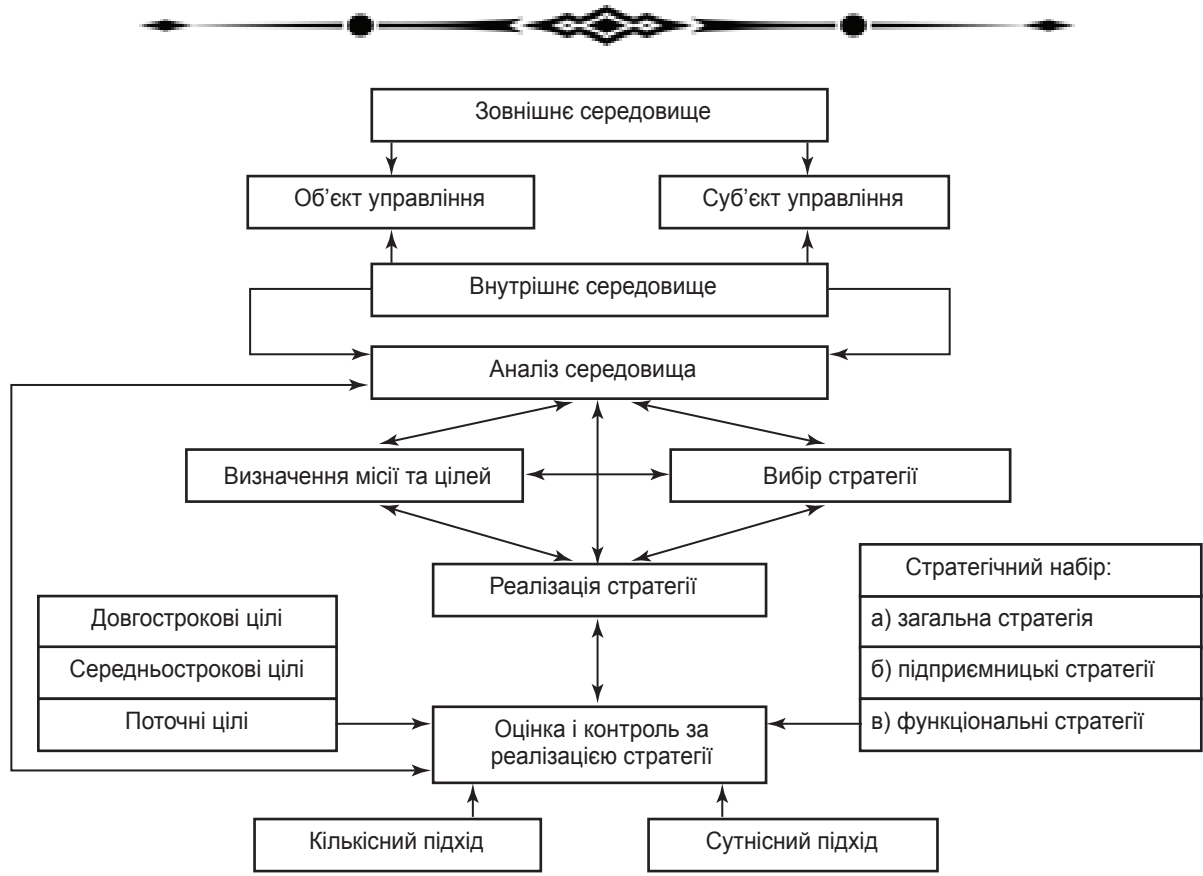 Зовнішнє середовище
Об’єкт управління
Суб’єкт управління
Внутрішнє середовище
Аналіз середовища
Визначення місії та цілей
Вибір стратегії
Реалізація стратегії
Довгострокові цілі
Середньострокові цілі
Поточні цілі
Стратегічний набір:
а) загальна стратегія
б) підприємницькі стратегії
в) функціональні стратегії
Оцінка і контроль за
реалізацією стратегії
Кількісний підхід
Сутнісний підхід